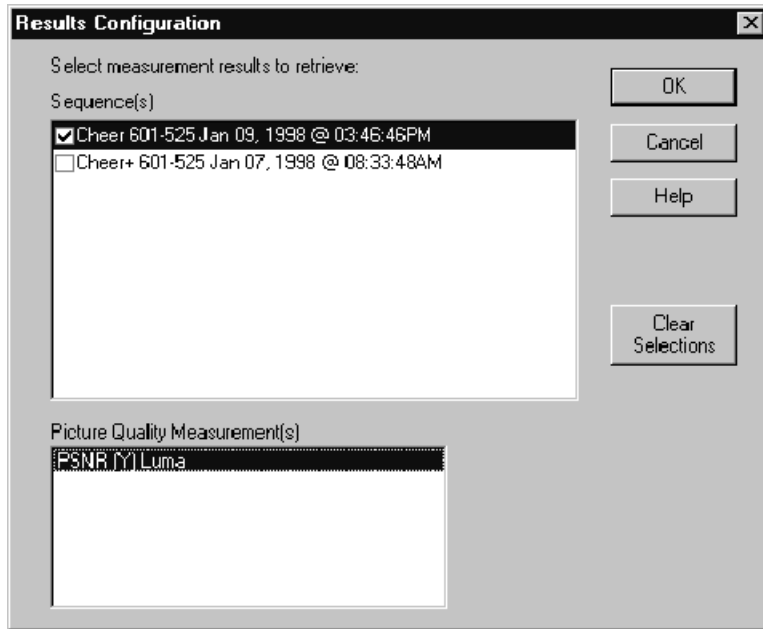 Results Configuration
Select measurement results to retrieve:
Sequence(s)
Cheer 601-525 Jan 09, 1998 @ 03:46:46PM
Cheer+ 601-525 Jan 07, 1998 @ 08:33:48AM
OK
Cancel
Help
Clear
Selections
Picture Quality Measurement(s)
PSNR (Y) Luma